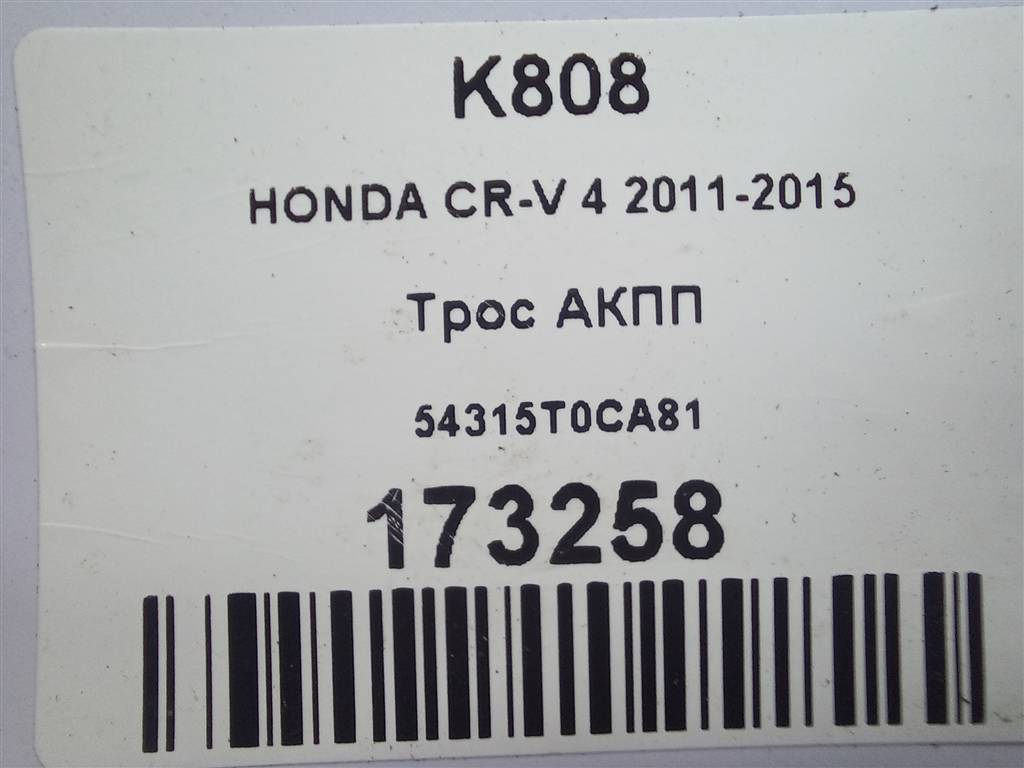 K808
HONDA CR-V 4 2011-2015
Трос АКПП
54315T0CA81
173258